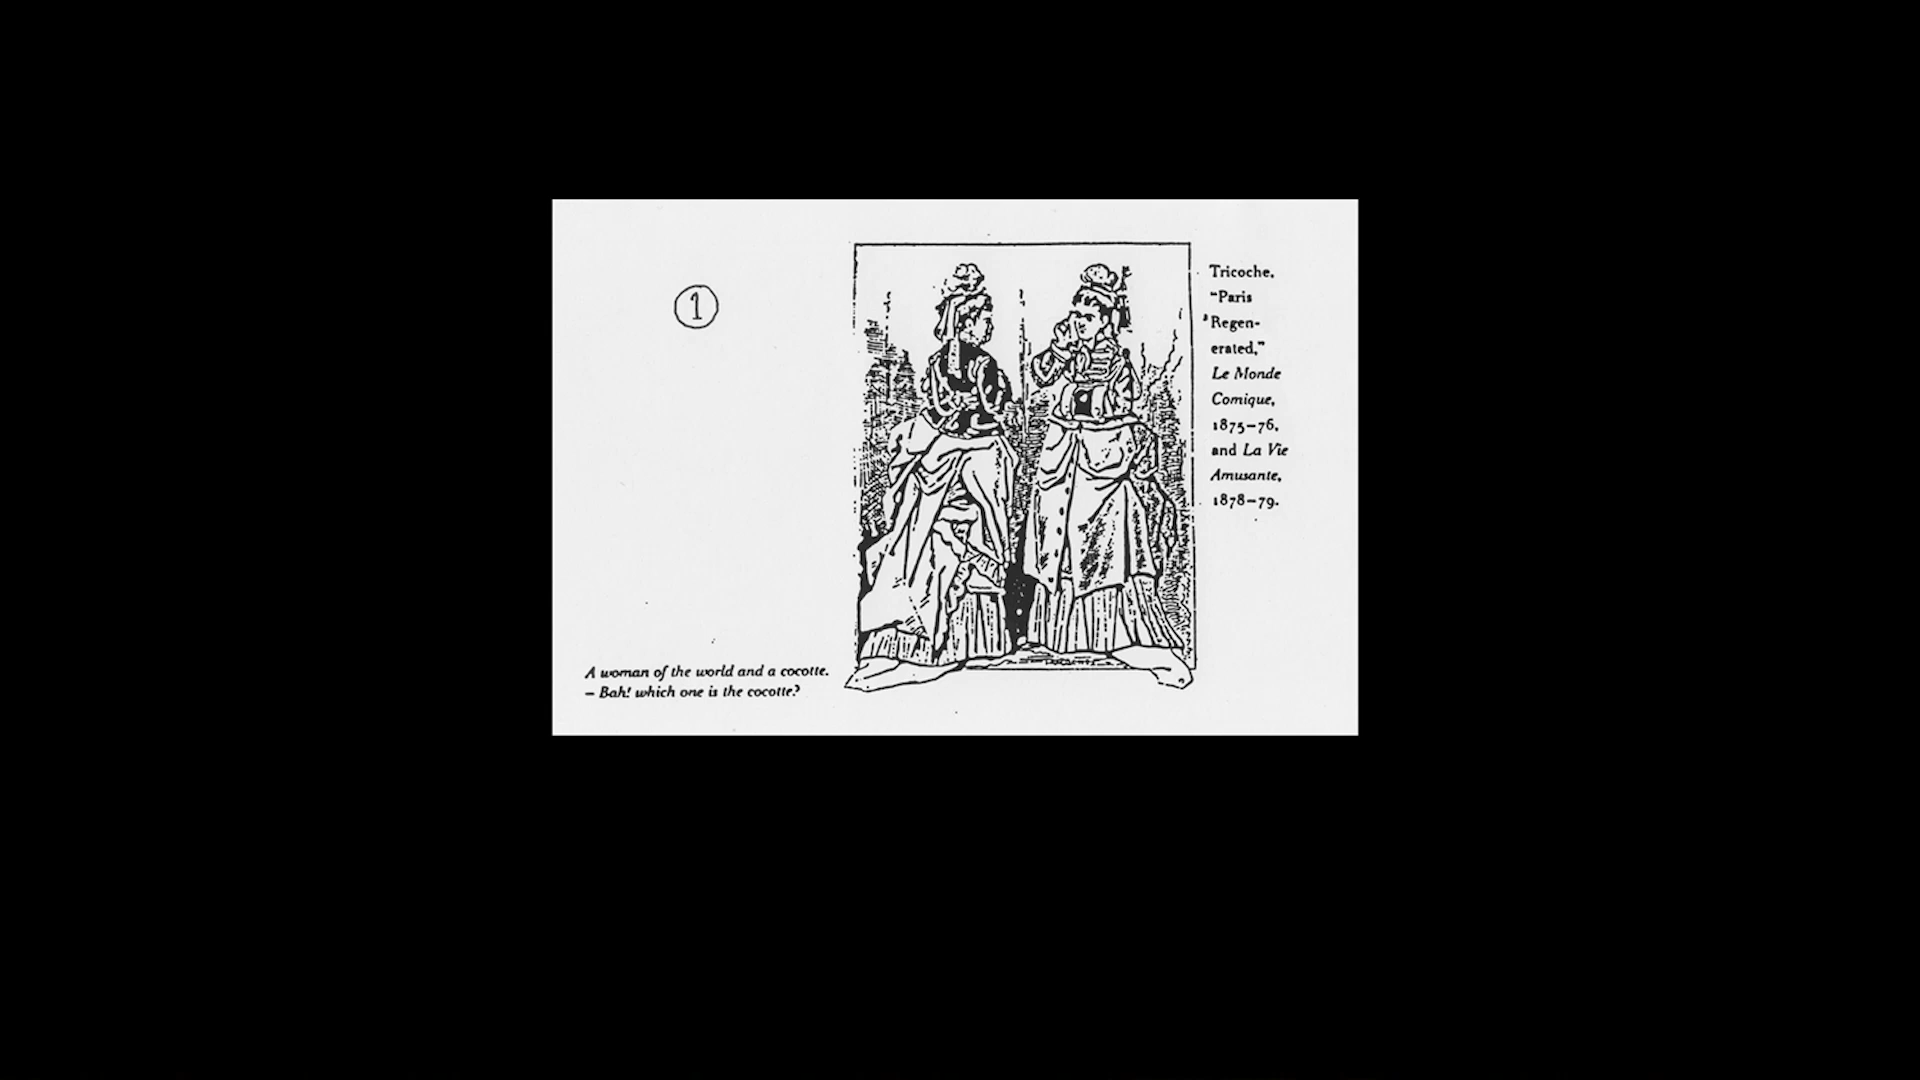 1
Tricoche,
"Paris
Regen-
erated,"
Le Monde
Comique,
1875–76,
and La Vie
Amusante,
1878–79.
A woman of the world and a cocotte.
– Bah! which one is the cocotte?